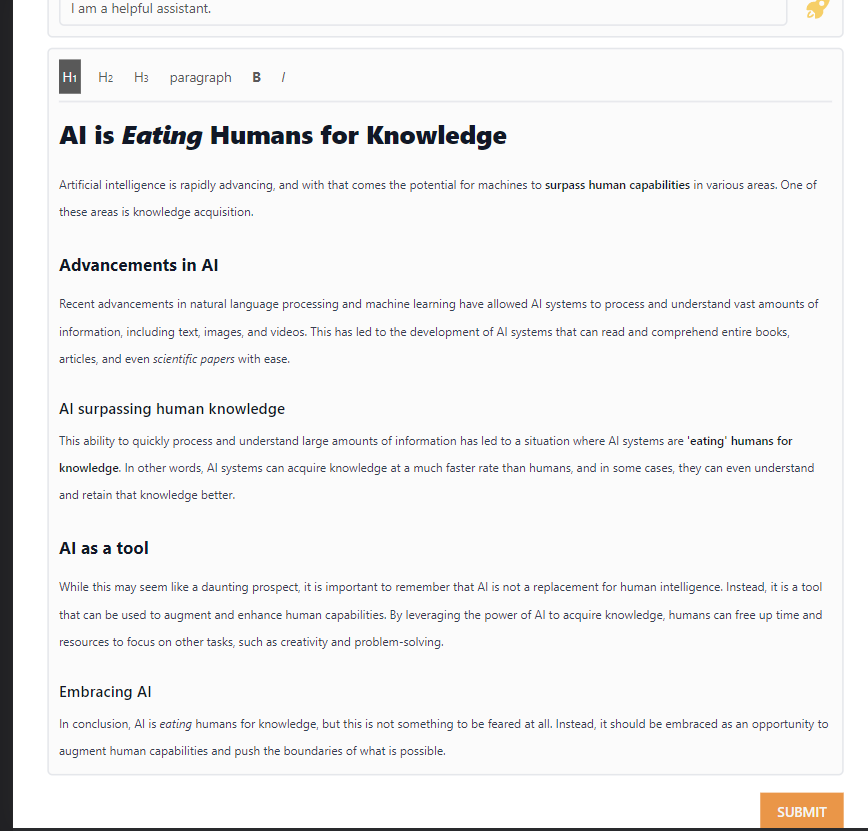 I am a helpful assistant.
H1 H2 H3 paragraph B I
AI is Eating Humans for Knowledge
Artificial intelligence is rapidly advancing, and with that comes the potential for machines to surpass human capabilities in various areas. One of
these areas is knowledge acquisition.
Advancements in AI
Recent advancements in natural language processing and machine learning have allowed AI systems to process and understand vast amounts of
information, including text, images, and videos. This has led to the development of AI systems that can read and comprehend entire books,
articles, and even scientific papers with ease.
AI surpassing human knowledge
This ability to quickly process and understand large amounts of information has led to a situation where AI systems are 'eating' humans for
knowledge. In other words, AI systems can acquire knowledge at a much faster rate than humans, and in some cases, they can even understand
and retain that knowledge better.
AI as a tool
While this may seem like a daunting prospect, it is important to remember that AI is not a replacement for human intelligence. Instead, it is a tool
that can be used to augment and enhance human capabilities. By leveraging the power of AI to acquire knowledge, humans can free up time and
resources to focus on other tasks, such as creativity and problem-solving.
Embracing AI
In conclusion, AI is eating humans for knowledge, but this is not something to be feared at all. Instead, it should be embraced as an opportunity to
augment human capabilities and push the boundaries of what is possible.
SUBMIT